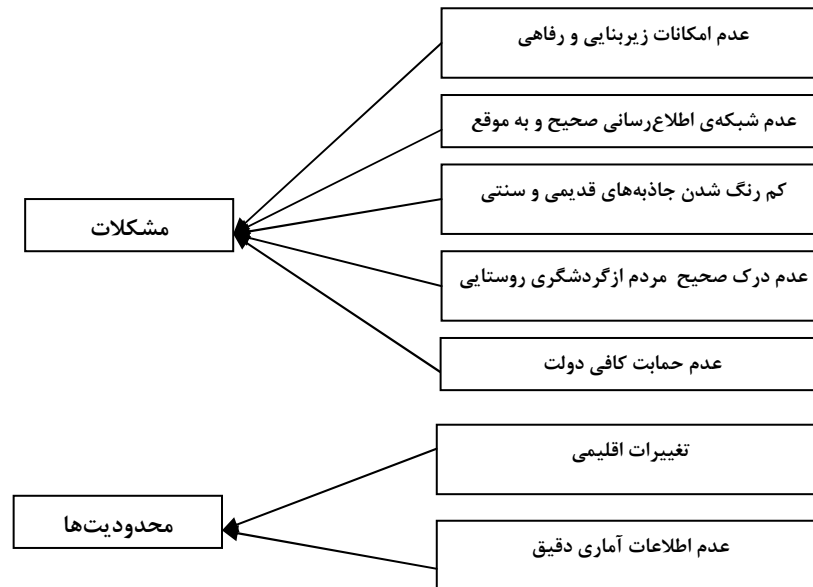 عدم امکانات زیربنایی و رفاهی
عدم شبکه‌ی اطلاع‌رسانی صحیح و به موقع
کم رنگ شدن جاذبه‌های قدیمی و سنتی
مشکلات
عدم درک صحیح مردم ازگردشگری روستایی
عدم حمابت کافی دولت
تغییرات اقلیمی
محدودیت‌ها
عدم اطلاعات آماری دقیق